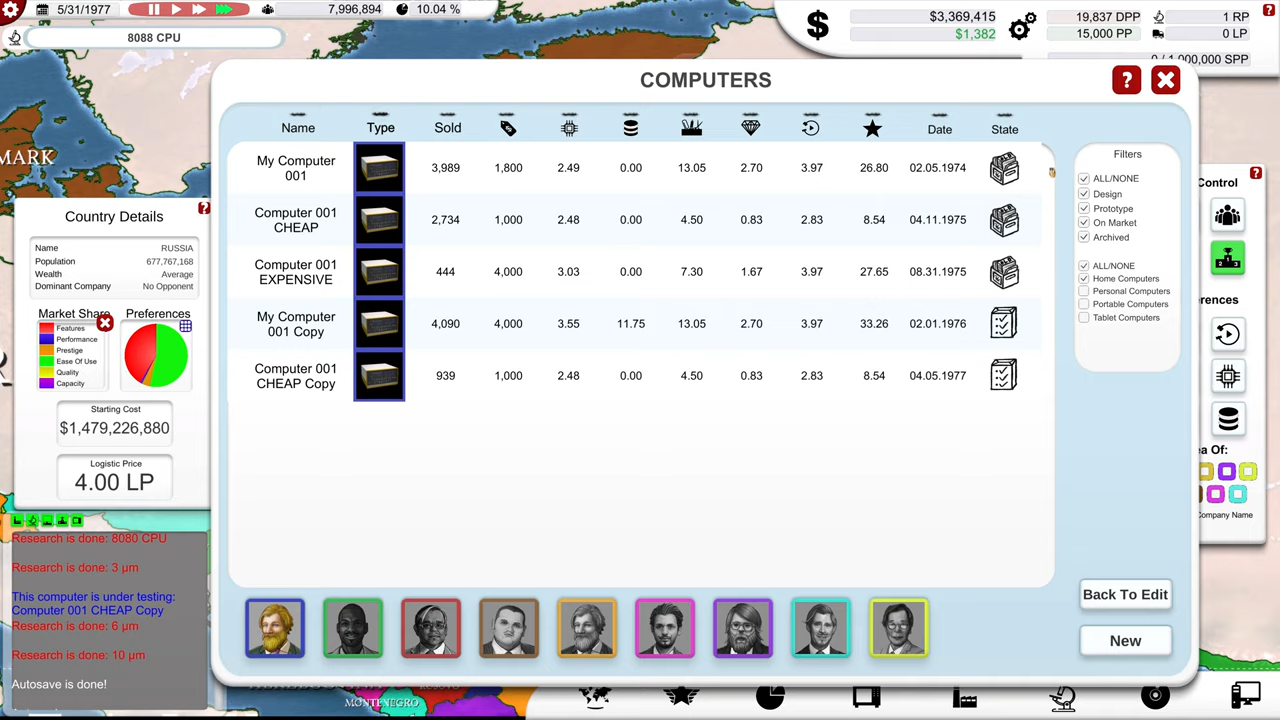 5/31/1977
7,996,894
10.04 %
$3,369,415
$1,382
19,837 DPP
15,000 PP
1 RP
0 LP
0 / 1,000,000 SPP
8088 CPU
COMPUTERS
Name
Type
Sold
Date
State
My Computer
001
3,989
1,800
2.49
0.00
13.05
2.70
3.97
26.80
02.05.1974
Computer 001
CHEAP
2,734
1,000
2.48
0.00
4.50
0.83
2.83
8.54
04.11.1975
Computer 001
EXPENSIVE
444
4,000
3.03
0.00
7.30
1.67
3.97
27.65
08.31.1975
My Computer
001 Copy
4,090
4,000
3.55
11.75
13.05
2.70
3.97
33.26
02.01.1976
Computer 001
CHEAP Copy
939
1,000
2.48
0.00
4.50
0.83
2.83
8.54
04.05.1977
Filters
ALL/NONE
Design
Prototype
On Market
Archived
ALL/NONE
Home Computers
Personal Computers
Portable Computers
Tablet Computers
Back To Edit
New
MARK
Country Details
Name RUSSIA
Population 677,767,168
Wealth Average
Dominant Company No Opponent
Market Share
Preferences
Features
Performance
Prestige
Ease Of Use
Quality
Capacity
Starting Cost
$1,479,226,880
Logistic Price
4.00 LP
Research is done: 8080 CPU
Research is done: 3 µm
This computer is under testing:
Computer 001 CHEAP Copy
Research is done: 6 µm
Research is done: 10 µm
Autosave is done!
Control
MONTENEGRO
KOSOVO
Company Name